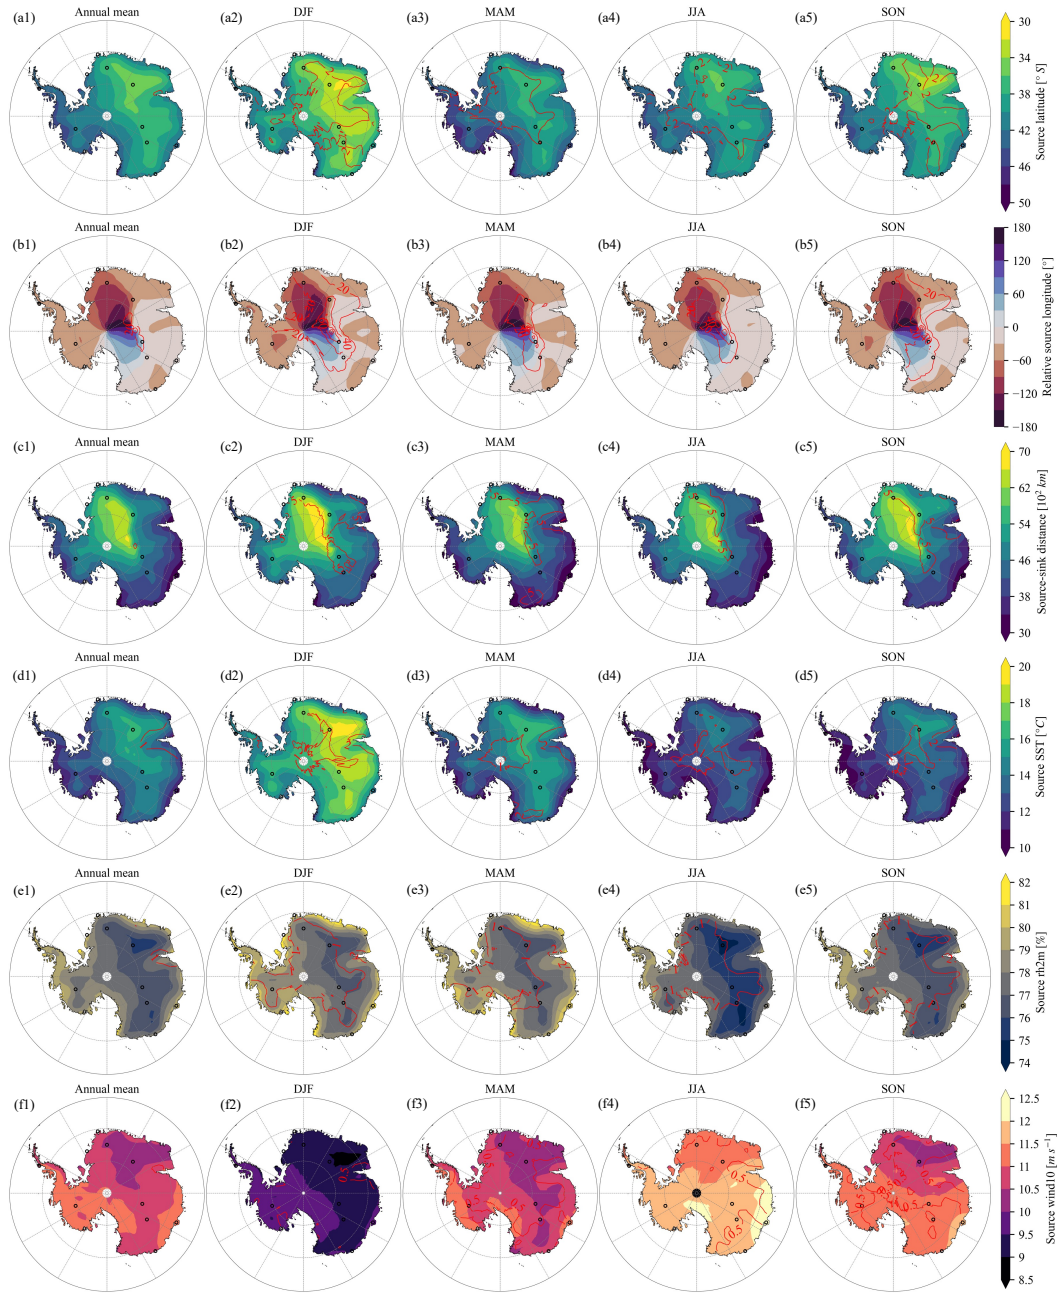 Annual mean DJF MAM JJA SON
(a1) (a2) (a3) (a4) (a5)
30
34
38
42
46
50
Source latitude [° S]
Annual mean DJF MAM JJA SON
(b1) (b2) (b3) (b4) (b5)
180
120
60
0
−60
−120
−180
Relative source longitude [°]
Annual mean DJF MAM JJA SON
(c1) (c2) (c3) (c4) (c5)
70
62
54
46
38
30
Source-sink distance [10² km]
Annual mean DJF MAM JJA SON
(d1) (d2) (d3) (d4) (d5)
20
18
16
14
12
10
Source SST [°C]
Annual mean DJF MAM JJA SON
(e1) (e2) (e3) (e4) (e5)
82
81
80
79
78
77
76
75
74
Source rh2m [%]
Annual mean DJF MAM JJA SON
(f1) (f2) (f3) (f4) (f5)
12.5
12
11.5
11
10.5
10
9.5
9
8.5
Source wind10 [m s⁻¹]